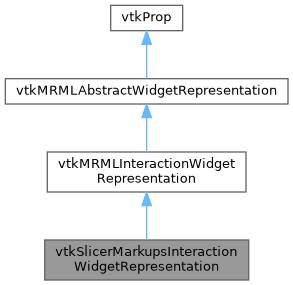 vtkProp
vtkMRMLAbstractWidgetRepresentation
vtkMRMLInteractionWidget
Representation
vtkSlicerMarkupsInteraction
WidgetRepresentation